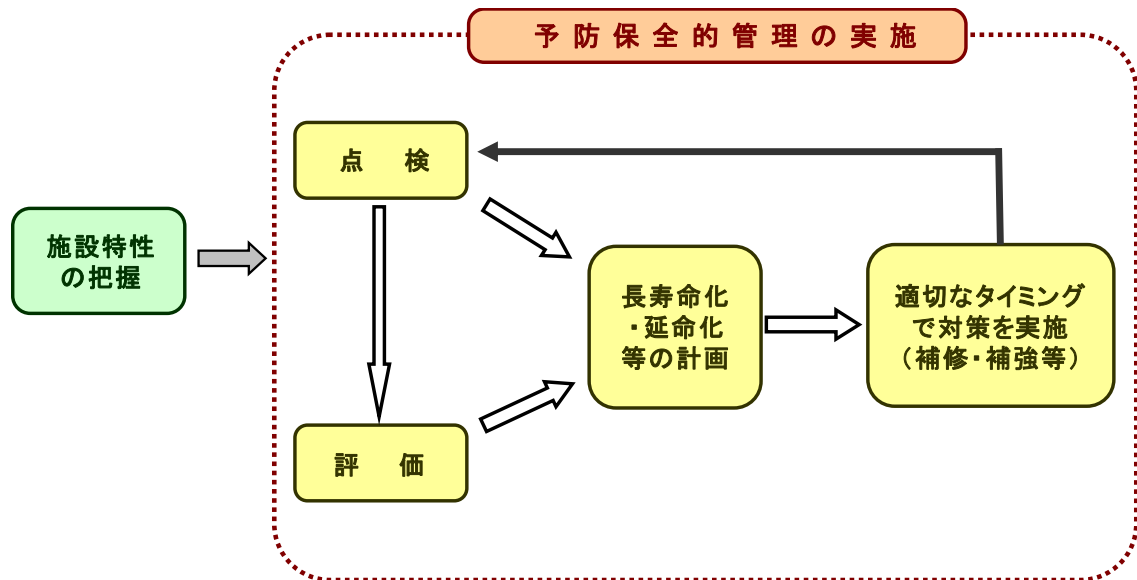 予防保全的管理の実施
点　検
施設特性
の把握
長寿命化
・延命化
等の計画
適切なタイミング
で対策を実施
（補修・補強等）
評　価